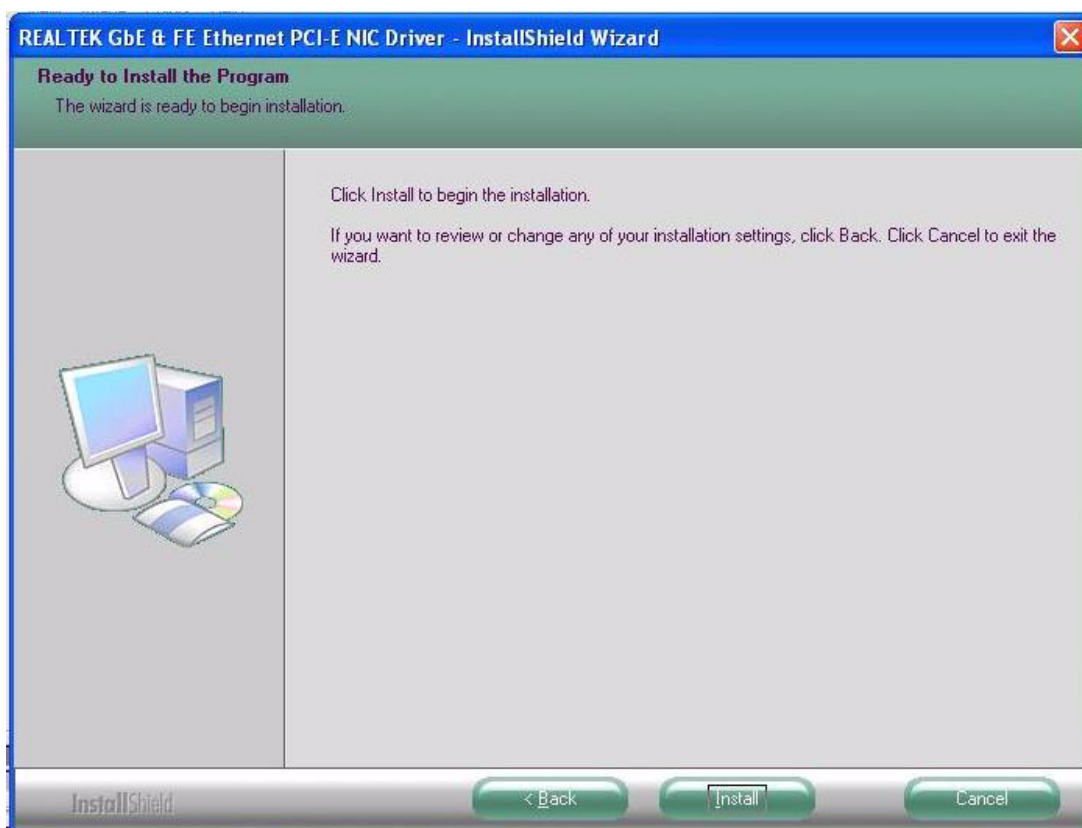 REALTEK GbE & FE Ethernet PCI-E NIC Driver - InstallShield Wizard
Ready to Install the Program
The wizard is ready to begin installation.
Click Install to begin the installation.
If you want to review or change any of your installation settings, click Back. Click Cancel to exit the
wizard.
InstallShield
< Back
Install
Cancel